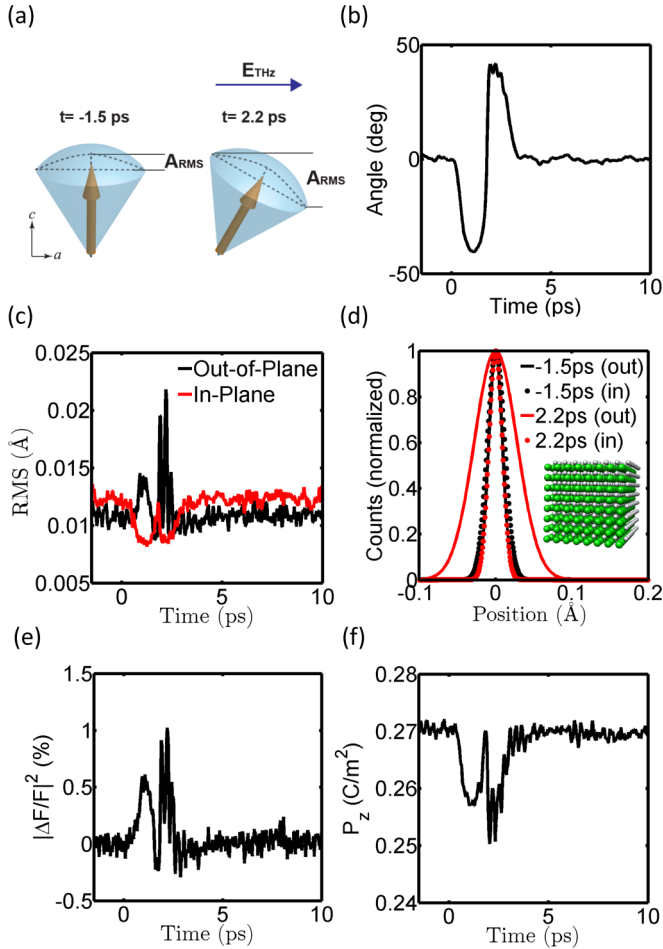 (a)
E THz
t= -1.5 ps
t= 2.2 ps
A RMS
A RMS
c
a
(b)
50
0
-50
Angle (deg)
0
5
10
Time (ps)
(c)
0.025
0.02
0.015
0.01
0.005
RMS (Å)
Out-of-Plane
In-Plane
0
5
10
Time (ps)
(d)
1
0.8
0.6
0.4
0.2
0
Counts (normalized)
-1.5ps (out)
-1.5ps (in)
2.2ps (out)
2.2ps (in)
-0.1
0
0.1
0.2
Position (Å)
(e)
1.5
1
0.5
0
-0.5
|ΔF/F|² (%)
0
5
10
Time (ps)
(f)
0.28
0.27
0.26
0.25
0.24
P_z (C/m²)
0
5
10
Time (ps)